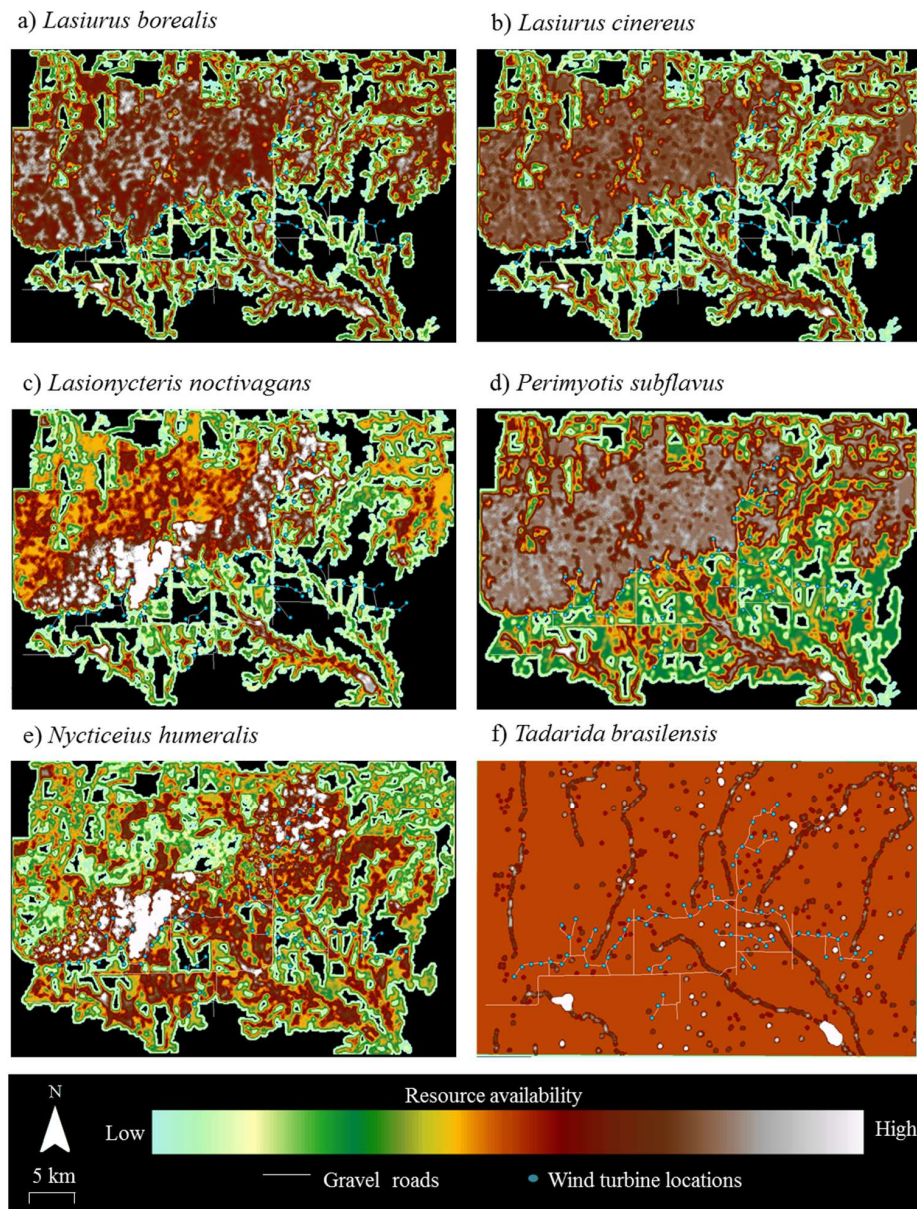 a) Lasiurus borealis
b) Lasiurus cinereus
c) Lasionycteris noctivagans
d) Perimyotis subflavus
e) Nycticeius humeralis
f) Tadarida brasilensis
Resource availability
N
Low
High
5 km
Gravel roads
Wind turbine locations